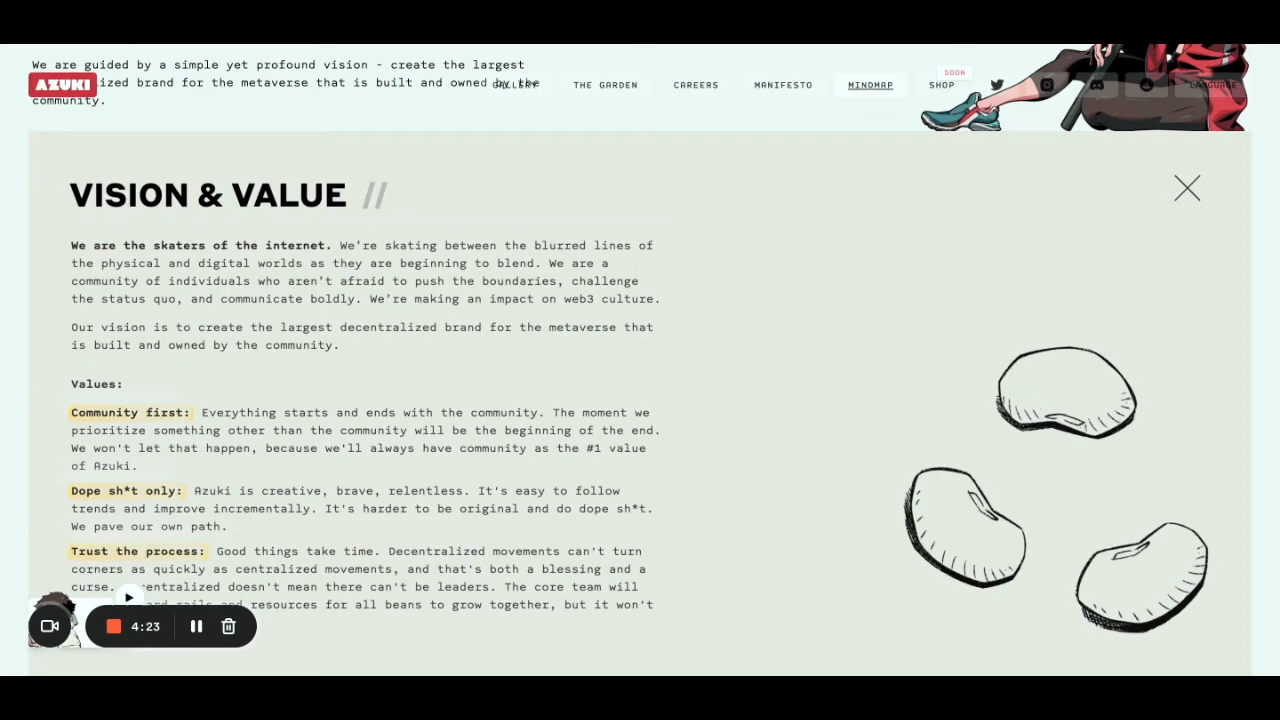 We are guided by a simple yet profound vision - create the largest
ized brand for the metaverse that is built and owned by the
community.
AZUKI
GALLERY
THE GARDEN
CAREERS
MANIFESTO
MINDMAP
SOON
SHOP
LANGUAGE
VISION & VALUE //
We are the skaters of the internet. We’re skating between the blurred lines of
the physical and digital worlds as they are beginning to blend. We are a
community of individuals who aren’t afraid to push the boundaries, challenge
the status quo, and communicate boldly. We’re making an impact on web3 culture.
Our vision is to create the largest decentralized brand for the metaverse that
is built and owned by the community.
Values:
Community first: Everything starts and ends with the community. The moment we
prioritize something other than the community will be the beginning of the end.
We won't let that happen, because we'll always have community as the #1 value
of Azuki.
Dope sh*t only: Azuki is creative, brave, relentless. It's easy to follow
trends and improve incrementally. It's harder to be original and do dope sh*t.
We pave our own path.
Trust the process: Good things take time. Decentralized movements can't turn
corners as quickly as centralized movements, and that's both a blessing and a
curse. entralized doesn't mean there can't be leaders. The core team will
rails and resources for all beans to grow together, but it won't
4:23